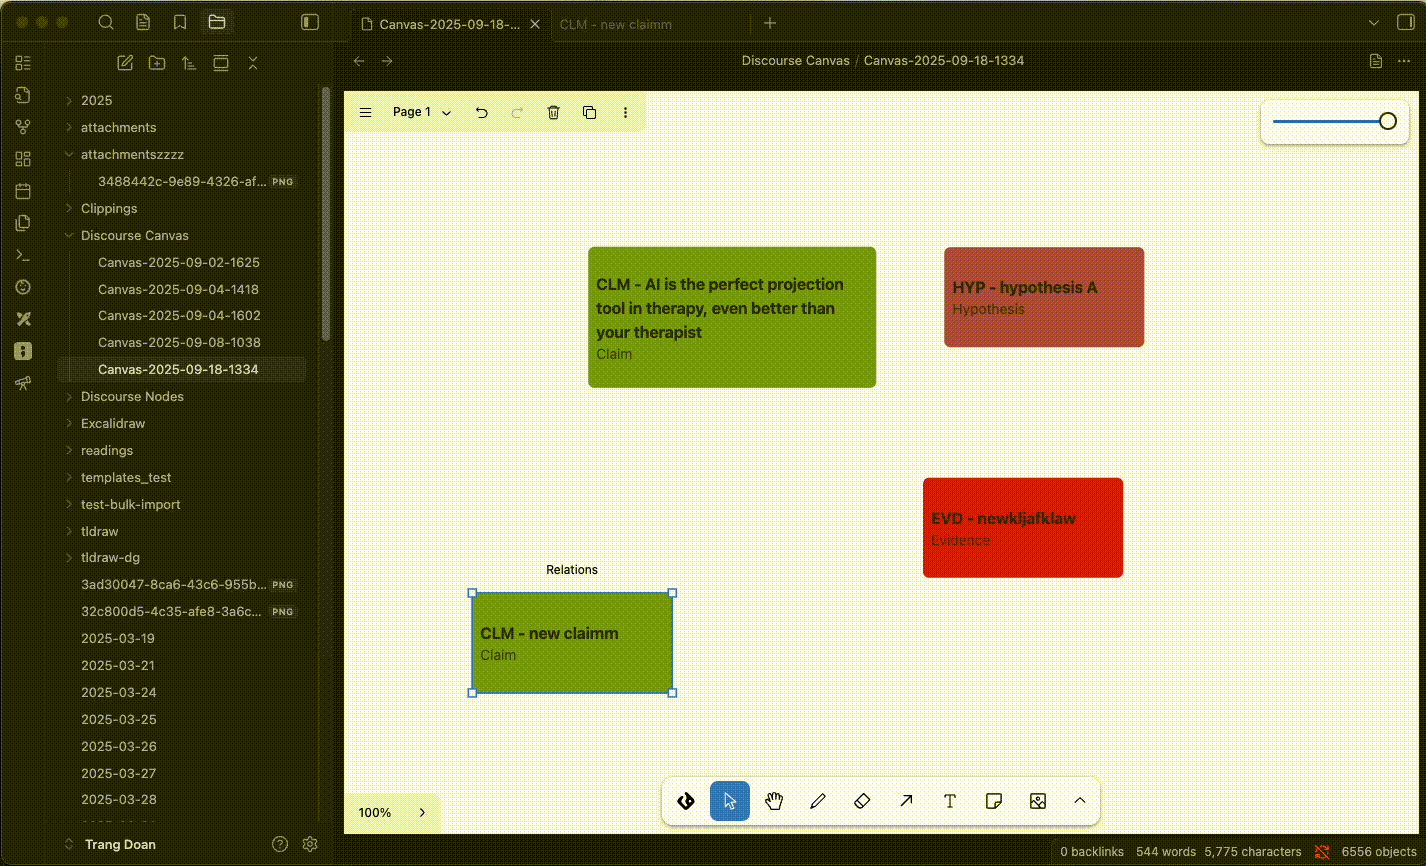 Canvas-2025-09-18-...
CLM - new claimm
Discourse Canvas / Canvas-2025-09-18-1334
2025
attachments
attachmentszzzz
3488442c-9e89-4326-af... PNG
Clippings
Discourse Canvas
Canvas-2025-09-02-1625
Canvas-2025-09-04-1418
Canvas-2025-09-04-1602
Canvas-2025-09-08-1038
Canvas-2025-09-18-1334
Discourse Nodes
Excalidraw
readings
templates_test
test-bulk-import
tldraw
tldraw-dg
3ad30047-8ca6-43c6-955b... PNG
32c800d5-4c35-afe8-3a6c... PNG
2025-03-19
2025-03-21
2025-03-24
2025-03-25
2025-03-26
2025-03-27
2025-03-28
Trang Doan
Page 1
CLM - AI is the perfect projection
tool in therapy, even better than
your therapist
Claim
HYP - hypothesis A
Hypothesis
EVD - newkljafklaw
Evidence
Relations
CLM - new claimm
Claim
100%
T
0 backlinks 544 words 5,775 characters 6556 objects